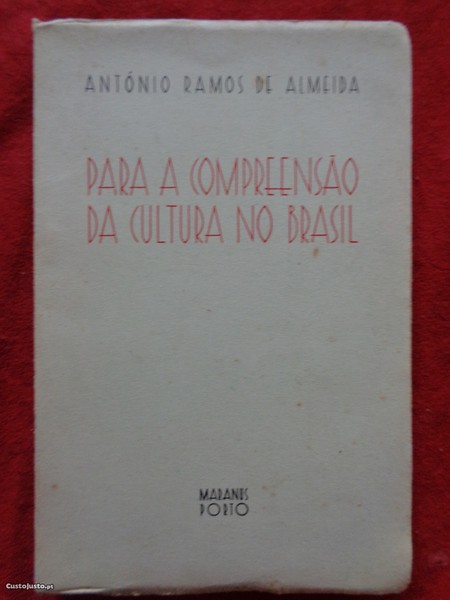 ANTÓNIO RAMOS DE ALMEIDA
PARA A COMPREENSÃO
DA CULTURA NO BRASIL
MARANUS
PORTO
CustoJusto.pt